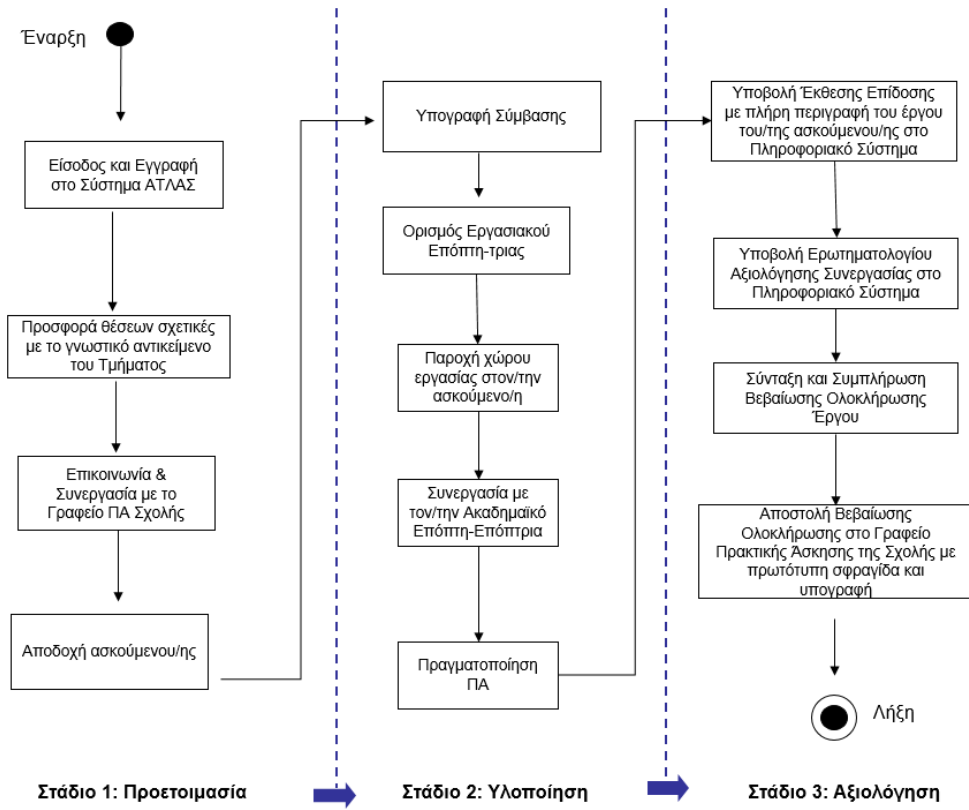 Έναρξη
Είσοδος και Εγγραφή
στο Σύστημα ΑΤΛΑΣ
Προσφορά θέσεων σχετικές
με το γνωστικό αντικείμενο
του Τμήματος
Επικοινωνία &
Συνεργασία με το
Γραφείο ΠΑ Σχολής
Αποδοχή ασκούμενου/ης
Υπογραφή Σύμβασης
Ορισμός Εργασιακού
Επόπτη-τριας
Παροχή χώρου
εργασίας στον/την
ασκούμενο/η
Συνεργασία με
τον/την Ακαδημαϊκό
Επόπτη-Επόπτρια
Πραγματοποίηση
ΠΑ
Υποβολή Έκθεσης Επίδοσης
με πλήρη περιγραφή του έργου
του/της ασκούμενου/ης στο
Πληροφοριακό Σύστημα
Υποβολή Ερωτηματολογίου
Αξιολόγησης Συνεργασίας στο
Πληροφοριακό Σύστημα
Σύνταξη και Συμπλήρωση
Βεβαίωσης Ολοκλήρωσης
Έργου
Αποστολή Βεβαίωσης
Ολοκλήρωσης στο Γραφείο
Πρακτικής Άσκησης της Σχολής με
πρωτότυπη σφραγίδα και
υπογραφή
Λήξη
Στάδιο 1: Προετοιμασία
Στάδιο 2: Υλοποίηση
Στάδιο 3: Αξιολόγηση